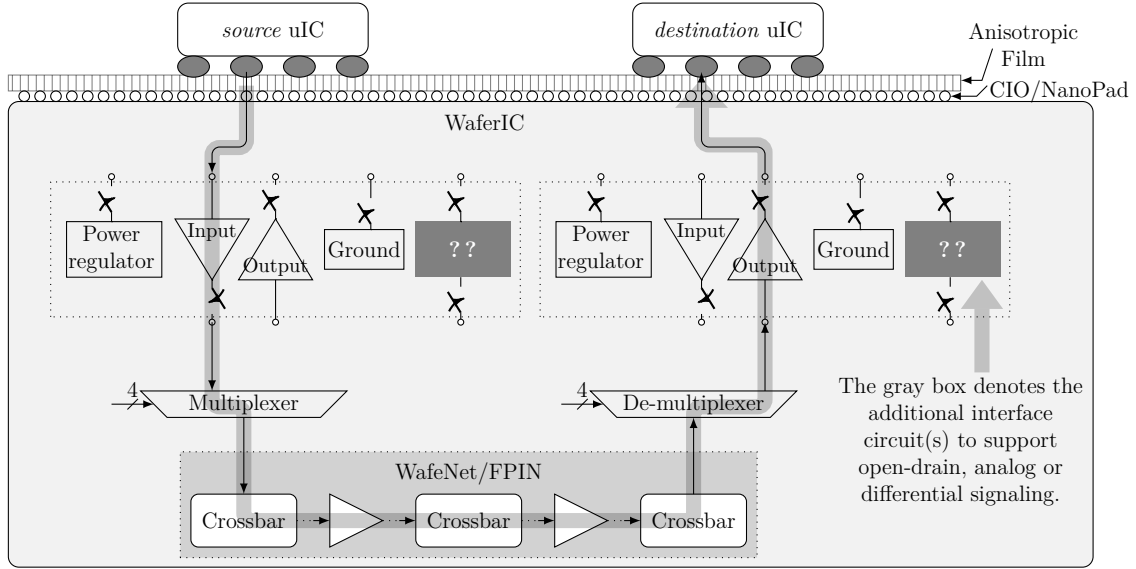 source uIC
destination uIC
Anisotropic
Film
CIO/NanoPad
WaferIC
Power
regulator
Input
Output
Ground
? ?
Power
regulator
Input
Output
Ground
? ?
4
Multiplexer
4
De-multiplexer
The gray box denotes the
additional interface
circuit(s) to support
open-drain, analog or
differential signaling.
WafeNet/FPIN
Crossbar
Crossbar
Crossbar